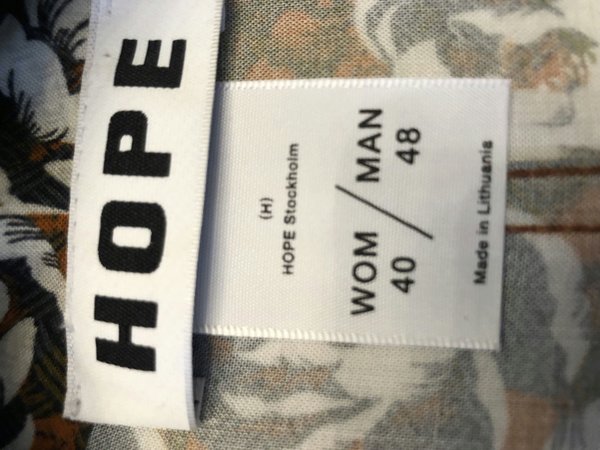 HOPE
(H)
HOPE Stockholm
WOM / MAN
40 / 48
Made in Lithuania